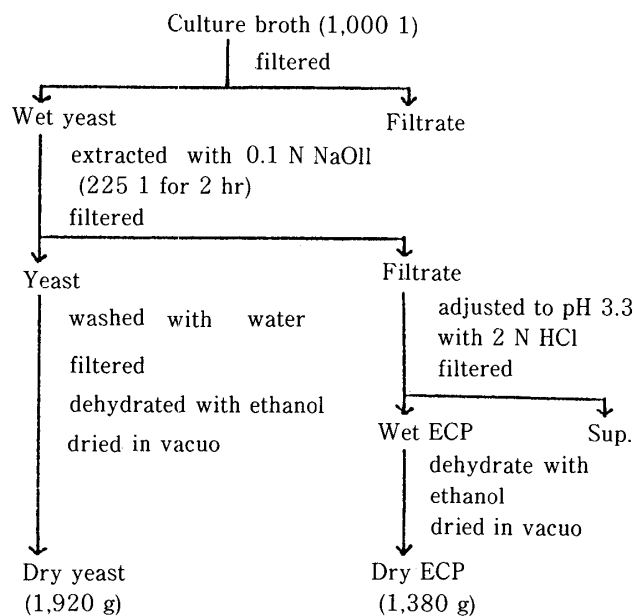 Culture broth (1,000 1)
filtered
Wet yeast
Filtrate
extracted with 0.1 N NaOll
(225 1 for 2 hr)
filtered
Yeast
Filtrate
washed with water
filtered
dehydrated with ethanol
dried in vacuo
adjusted to pH 3.3
with 2 N HCl
filtered
Wet ECP
Sup.
dehydrate with
ethanol
dried in vacuo
Dry yeast
(1,920 g)
Dry ECP
(1,380 g)